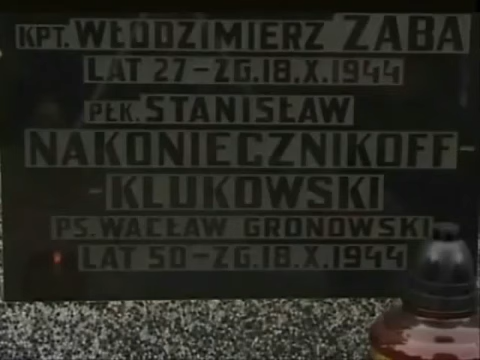 KPT. WŁODZIMIERZ ZABA
LAT 27 - ZG.18.X.1944
PŁK. STANISŁAW
NAKONIECZNIKOFF-
-KLUKOWSKI
PS. WACŁAW GRONOWSKI
LAT 50 - ZG.18.X.1944